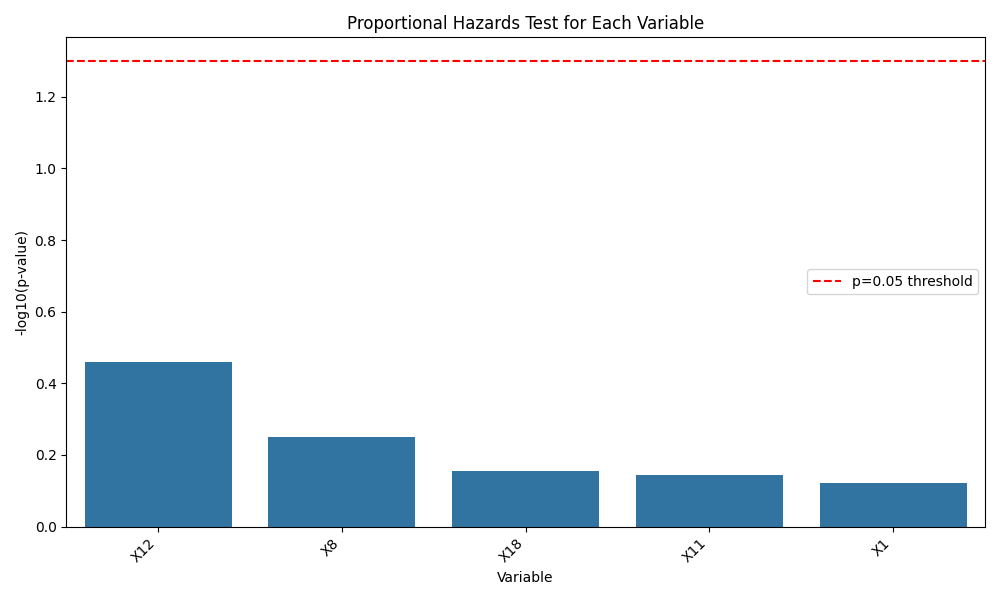 Proportional Hazards Test for Each Variable
-log10(p-value)
1.2
1.0
0.8
0.6
0.4
0.2
0.0
p=0.05 threshold
X12
X8
X18
X11
X1
Variable